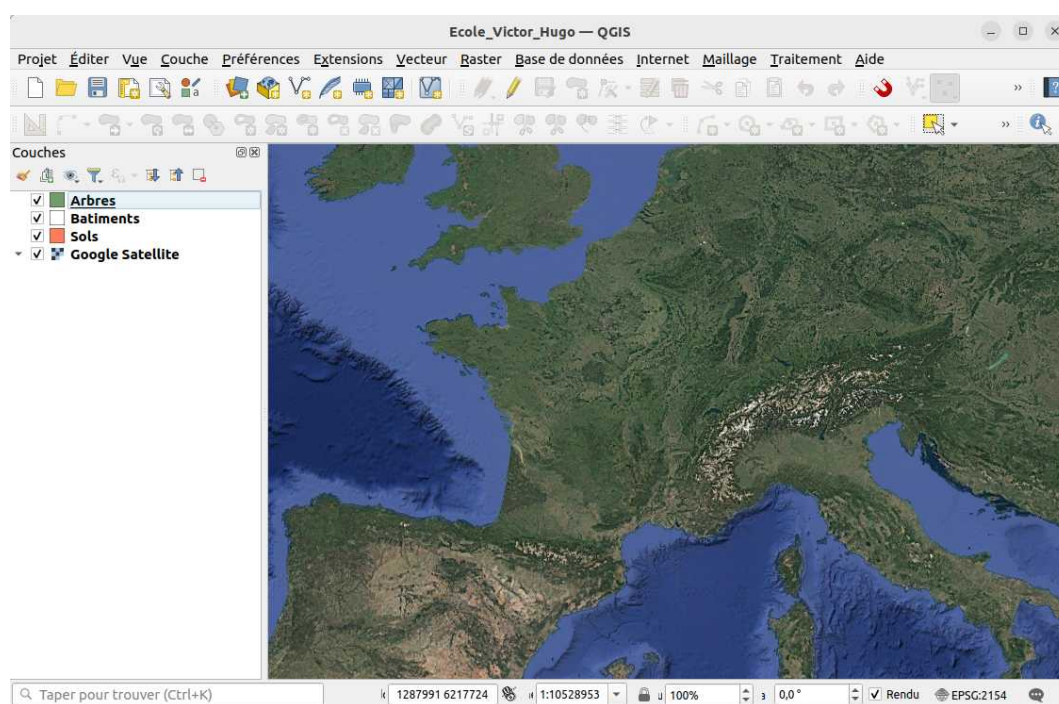 Ecole_Victor_Hugo — QGIS
Projet Éditer Vue Couche Préférences Extensions Vecteur Raster Base de données Internet Maillage Traitement Aide
Couches
Arbres
Batiments
Sols
Google Satellite
Taper pour trouver (Ctrl+K)
1287991 6217724 1:10528953 100% 0,0 ° Rendu EPSG:2154